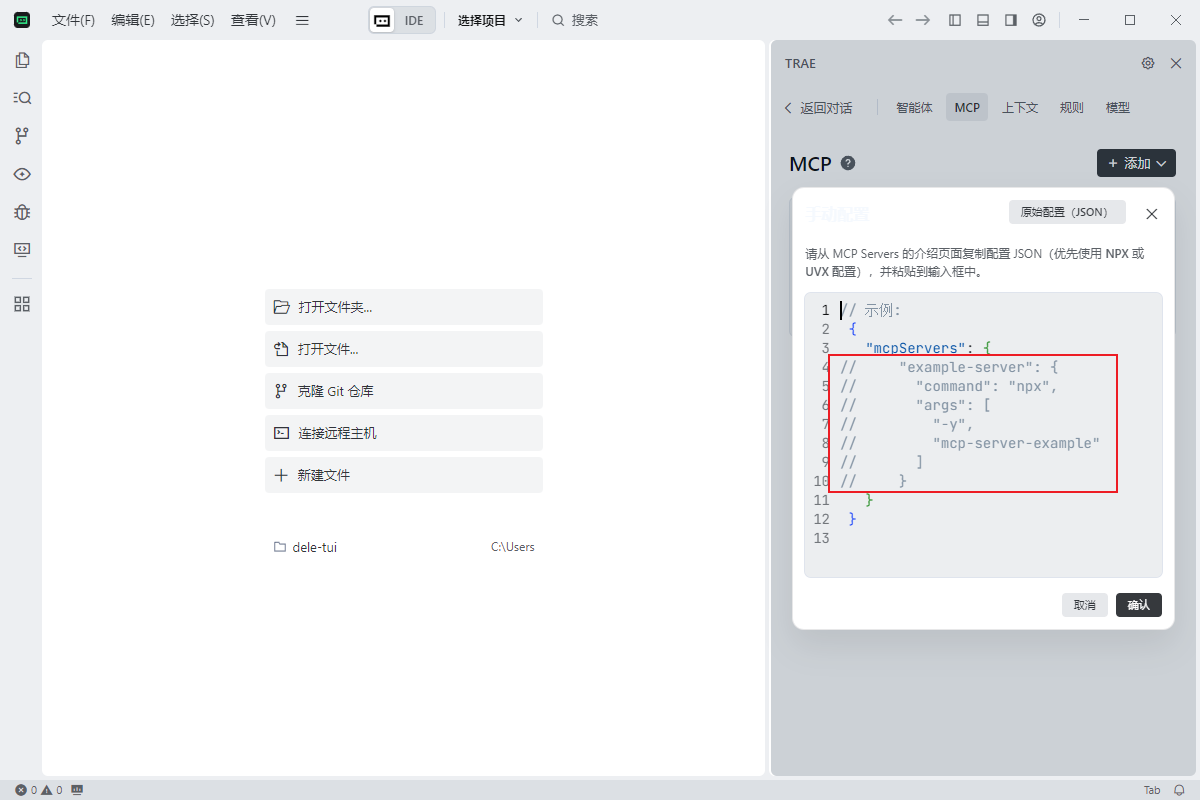 文件(F) 编辑(E) 选择(S) 查看(V) IDE 选择项目 搜索
TRAE
返回对话 智能体 MCP 上下文 规则 模型
MCP ? + 添加
手动配置 原始配置（JSON）
请从 MCP Servers 的介绍页面复制配置 JSON（优先使用 NPX 或
UVX 配置），并粘贴到输入框中。
1 // 示例:
2 {
3 "mcpServers": {
4 // "example-server": {
5 // "command": "npx",
6 // "args": [
7 // "-y",
8 // "mcp-server-example"
9 // ]
10 // }
11 }
12 }
13
取消 确认
打开文件夹...
打开文件...
克隆 Git 仓库
连接远程主机
新建文件
dele-tui C:\Users
0 0 Tab